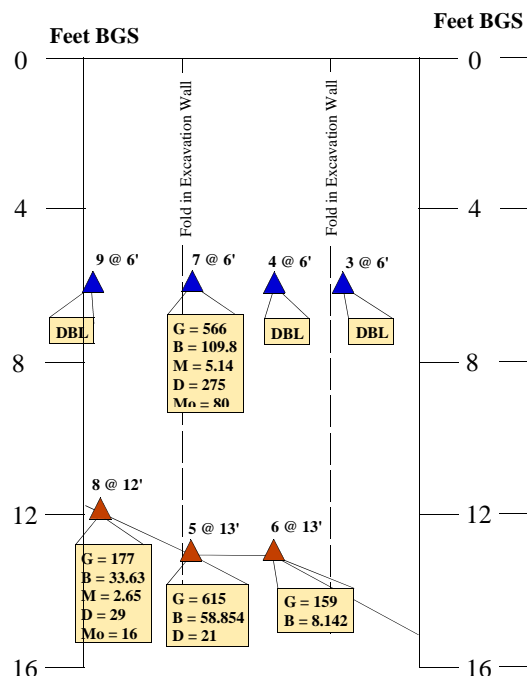 Feet BGS
Feet BGS
0
0
Fold in Excavation Wall
Fold in Excavation Wall
4
4
9 @ 6'
7 @ 6'
4 @ 6'
3 @ 6'
DBL
G = 566
B = 109.8
M = 5.14
D = 275
Mo = 80
DBL
DBL
8
8
8 @ 12'
12
12
5 @ 13'
6 @ 13'
G = 177
B = 33.63
M = 2.65
D = 29
Mo = 16
G = 615
B = 58.854
D = 21
G = 159
B = 8.142
16
16